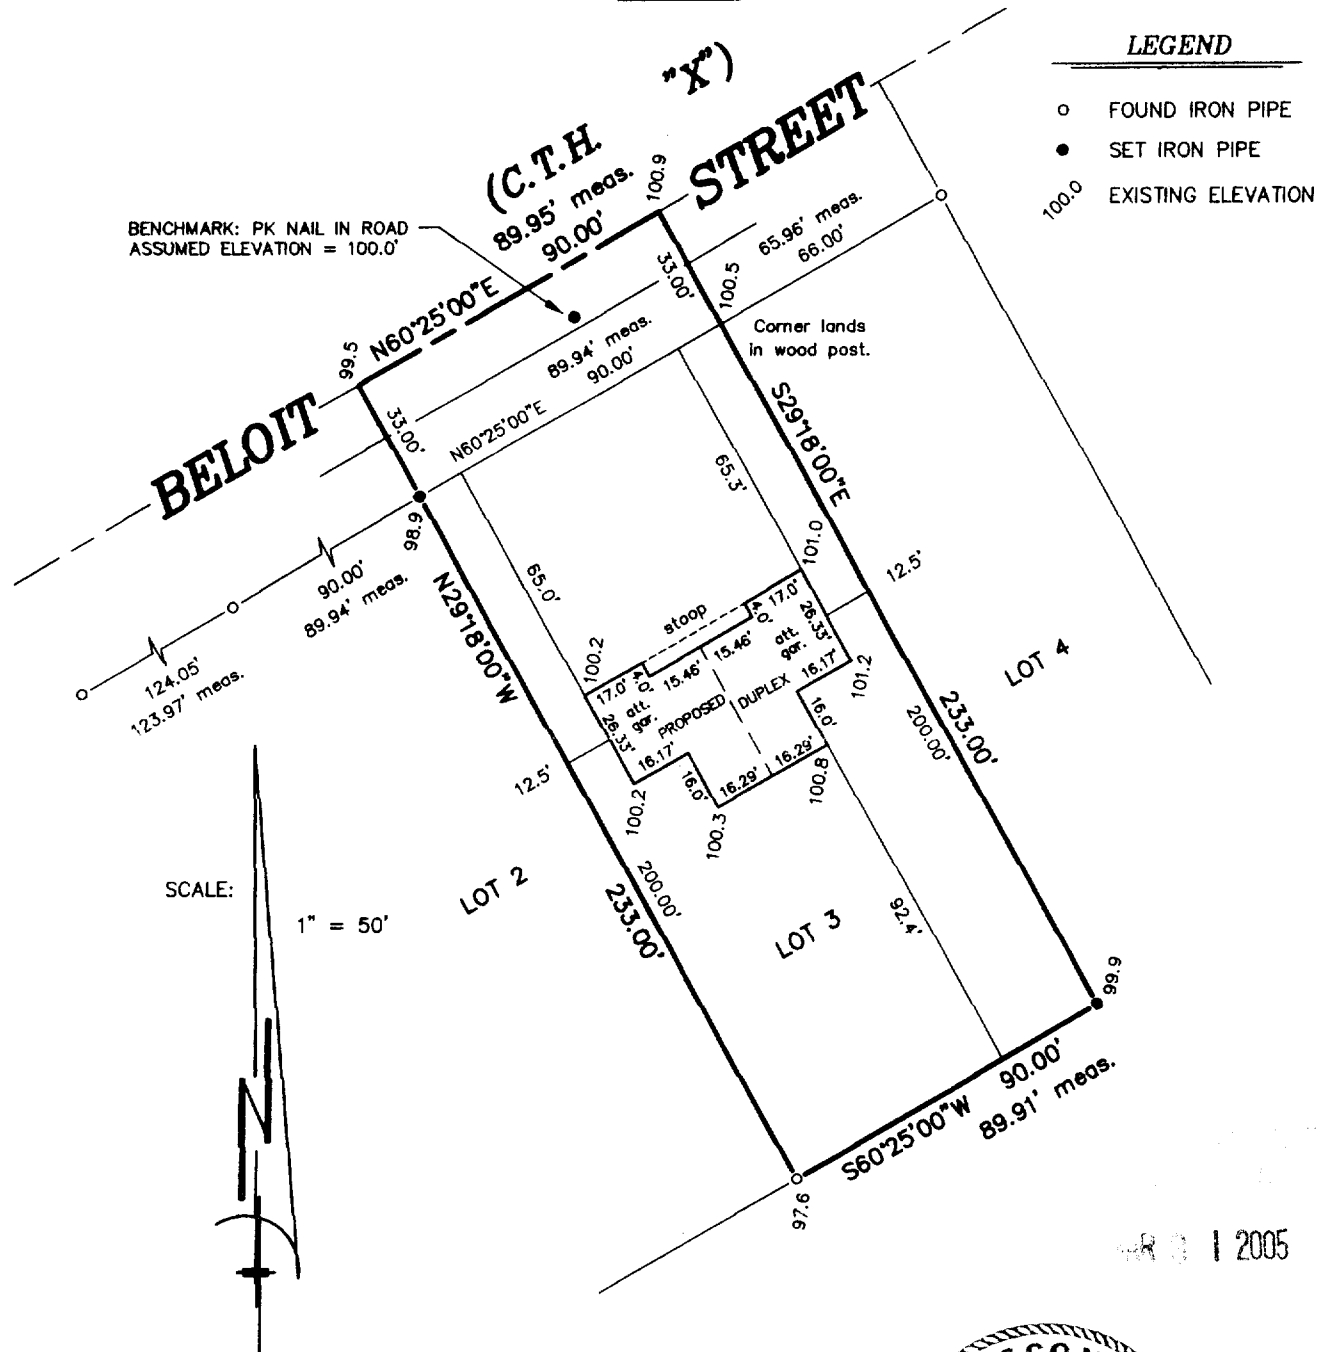 LEGEND
FOUND IRON PIPE
SET IRON PIPE
100.0 EXISTING ELEVATION
BELOIT STREET
(C.T.H. "X")
89.95' meas.
90.00'
N60°25'00"E
BENCHMARK: PK NAIL IN ROAD
ASSUMED ELEVATION = 100.0'
100.9
99.5
33.00'
33.00'
65.96' meas.
66.00'
100.5
Corner lands
in wood post.
89.94' meas.
90.00'
N60°25'00"E
98.9
90.00'
89.94' meas.
124.05'
123.97' meas.
S29°18'00"E
N29°18'00"W
65.3'
65.0'
101.0
12.5'
stoop
17.0'
4.0'
26.33'
att.
gar.
15.46'
16.17'
101.2
100.2
17.0'
4.0'
15.46'
att.
gar.
26.33'
PROPOSED DUPLEX
16.17'
16.0'
16.0'
16.29'
16.29'
12.5'
100.2
100.3
100.8
LOT 4
200.00'
233.00'
200.00'
233.00'
LOT 2
LOT 3
92.4'
SCALE:
1" = 50'
N
99.9
90.00'
89.91' meas.
S60°25'00"W
97.6
2005